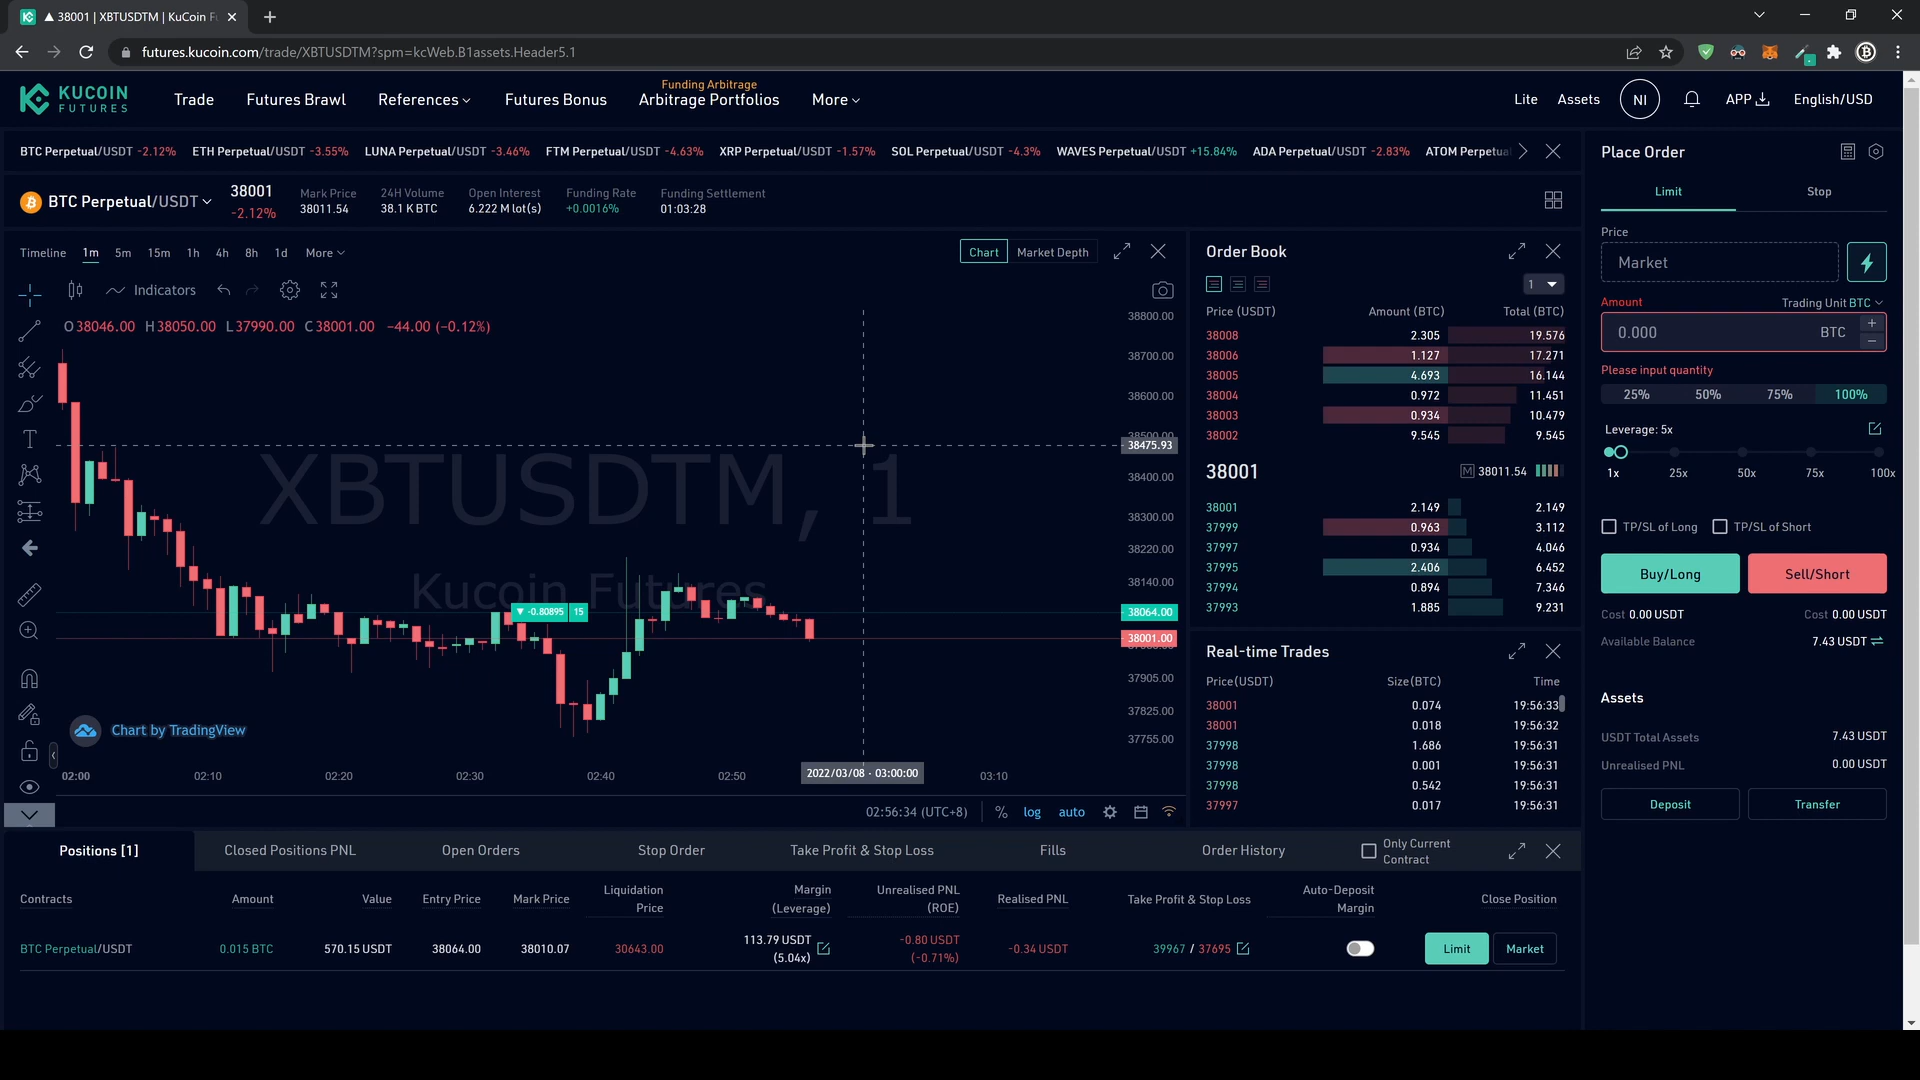 ▲ 38001 | XBTUSDTM | KuCoin F
futures.kucoin.com/trade/XBTUSDTM?spm=kcWeb.B1assets.Header5.1
KUCOIN
FUTURES
Trade
Futures Brawl
References
Futures Bonus
Funding Arbitrage
Arbitrage Portfolios
More
Lite
Assets
NI
APP
English/USD
BTC Perpetual/USDT -2.12%
ETH Perpetual/USDT -3.55%
LUNA Perpetual/USDT -3.46%
FTM Perpetual/USDT -4.63%
XRP Perpetual/USDT -1.57%
SOL Perpetual/USDT -4.3%
WAVES Perpetual/USDT +15.84%
ADA Perpetual/USDT -2.83%
ATOM Perpetua
BTC Perpetual/USDT
38001
-2.12%
Mark Price
38011.54
24H Volume
38.1 K BTC
Open Interest
6.222 M lot(s)
Funding Rate
+0.0016%
Funding Settlement
01:03:28
Timeline 1m 5m 15m 1h 4h 8h 1d More
Chart
Market Depth
Indicators
O38046.00 H38050.00 L37990.00 C38001.00 −44.00 (−0.12%)
XBTUSDTM, 1
Kucoin Futures
▼ -0.80895 15
38800.00
38700.00
38600.00
38500.00
38475.93
38400.00
38300.00
38220.00
38140.00
38064.00
38001.00
37905.00
37825.00
37755.00
Chart by TradingView
02:00 02:10 02:20 02:30 02:40 02:50 2022/03/08 - 03:00:00 03:10
02:56:34 (UTC+8) % log auto
Order Book
1
Price (USDT) Amount (BTC) Total (BTC)
38008 2.305 19.576
38006 1.127 17.271
38005 4.693 16.144
38004 0.972 11.451
38003 0.934 10.479
38002 9.545 9.545
38001 M 38011.54
38001 2.149 2.149
37999 0.963 3.112
37997 0.934 4.046
37995 2.406 6.452
37994 0.894 7.346
37993 1.885 9.231
Real-time Trades
Price(USDT) Size(BTC) Time
38001 0.074 19:56:33
38001 0.018 19:56:32
37998 1.686 19:56:31
37998 0.001 19:56:31
37998 0.542 19:56:31
37997 0.017 19:56:31
Place Order
Limit
Stop
Price
Market
Amount
Trading Unit BTC
0.000 BTC
Please input quantity
25% 50% 75% 100%
Leverage: 5x
1x 25x 50x 75x 100x
TP/SL of Long
TP/SL of Short
Buy/Long
Sell/Short
Cost 0.00 USDT
Cost 0.00 USDT
Available Balance 7.43 USDT
Assets
USDT Total Assets 7.43 USDT
Unrealised PNL 0.00 USDT
Deposit
Transfer
Positions [1]
Closed Positions PNL
Open Orders
Stop Order
Take Profit & Stop Loss
Fills
Order History
Only Current
Contract
Contracts
Amount
Value
Entry Price
Mark Price
Liquidation
Price
Margin
(Leverage)
Unrealised PNL
(ROE)
Realised PNL
Take Profit & Stop Loss
Auto-Deposit
Margin
Close Position
BTC Perpetual/USDT
0.015 BTC
570.15 USDT
38064.00
38010.07
30643.00
113.79 USDT
(5.04x)
-0.80 USDT
(-0.71%)
-0.34 USDT
39967 / 37695
Limit
Market